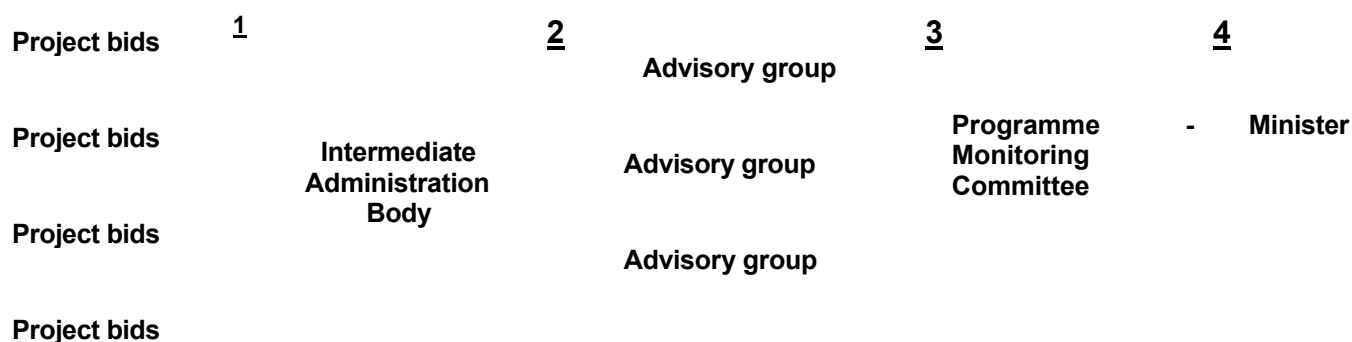 Project bids
1
2
3
4
Advisory group
Project bids
Intermediate
Administration
Body
Advisory group
Programme - Minister
Monitoring
Committee
Project bids
Advisory group
Project bids